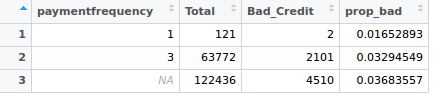 paymentfrequency Total Bad_Credit prop_bad
1 1 121 2 0.01652893
2 3 63772 2101 0.03294549
3 NA 122436 4510 0.03683557